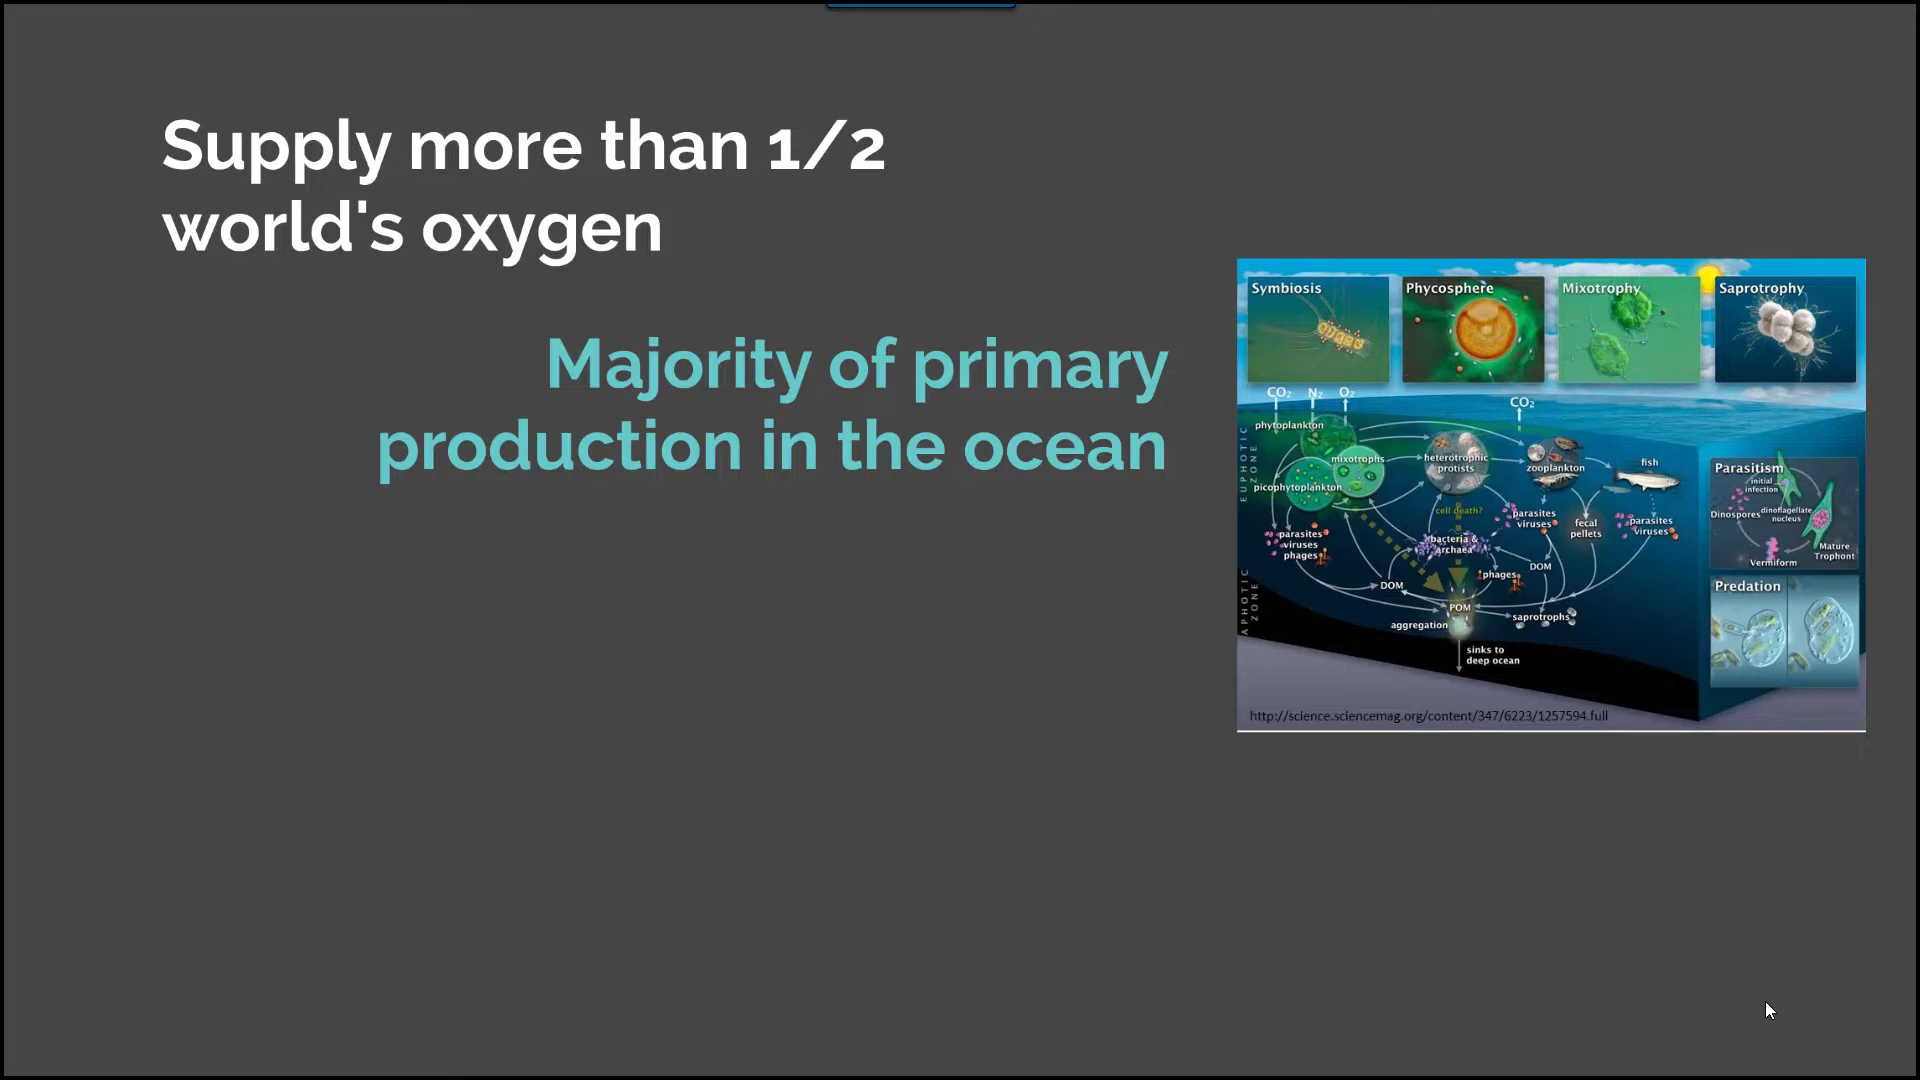 Supply more than 1/2
world's oxygen
Majority of primary
production in the ocean
Symbiosis
Phycosphere
Mixotrophy
Saprotrophy
CO₂ N₂ O₂
CO₂
phytoplankton
mixotrophs
picophytoplankton
heterotrophic
protists
zooplankton
fish
cell death?
parasites
viruses
phages
bacteria &
archaea
parasites
viruses
fecal
pellets
parasites
viruses
DOM
phages
DOM
POM
aggregation
saprotrophs
sinks to
deep ocean
EUPHOTIC
ZONE
APHOTIC
ZONE
Parasitism
initial
infection
Dinospores
dinoflagellate
nucleus
Mature
Trophont
Vermiform
Predation
http://science.sciencemag.org/content/347/6223/1257594.full